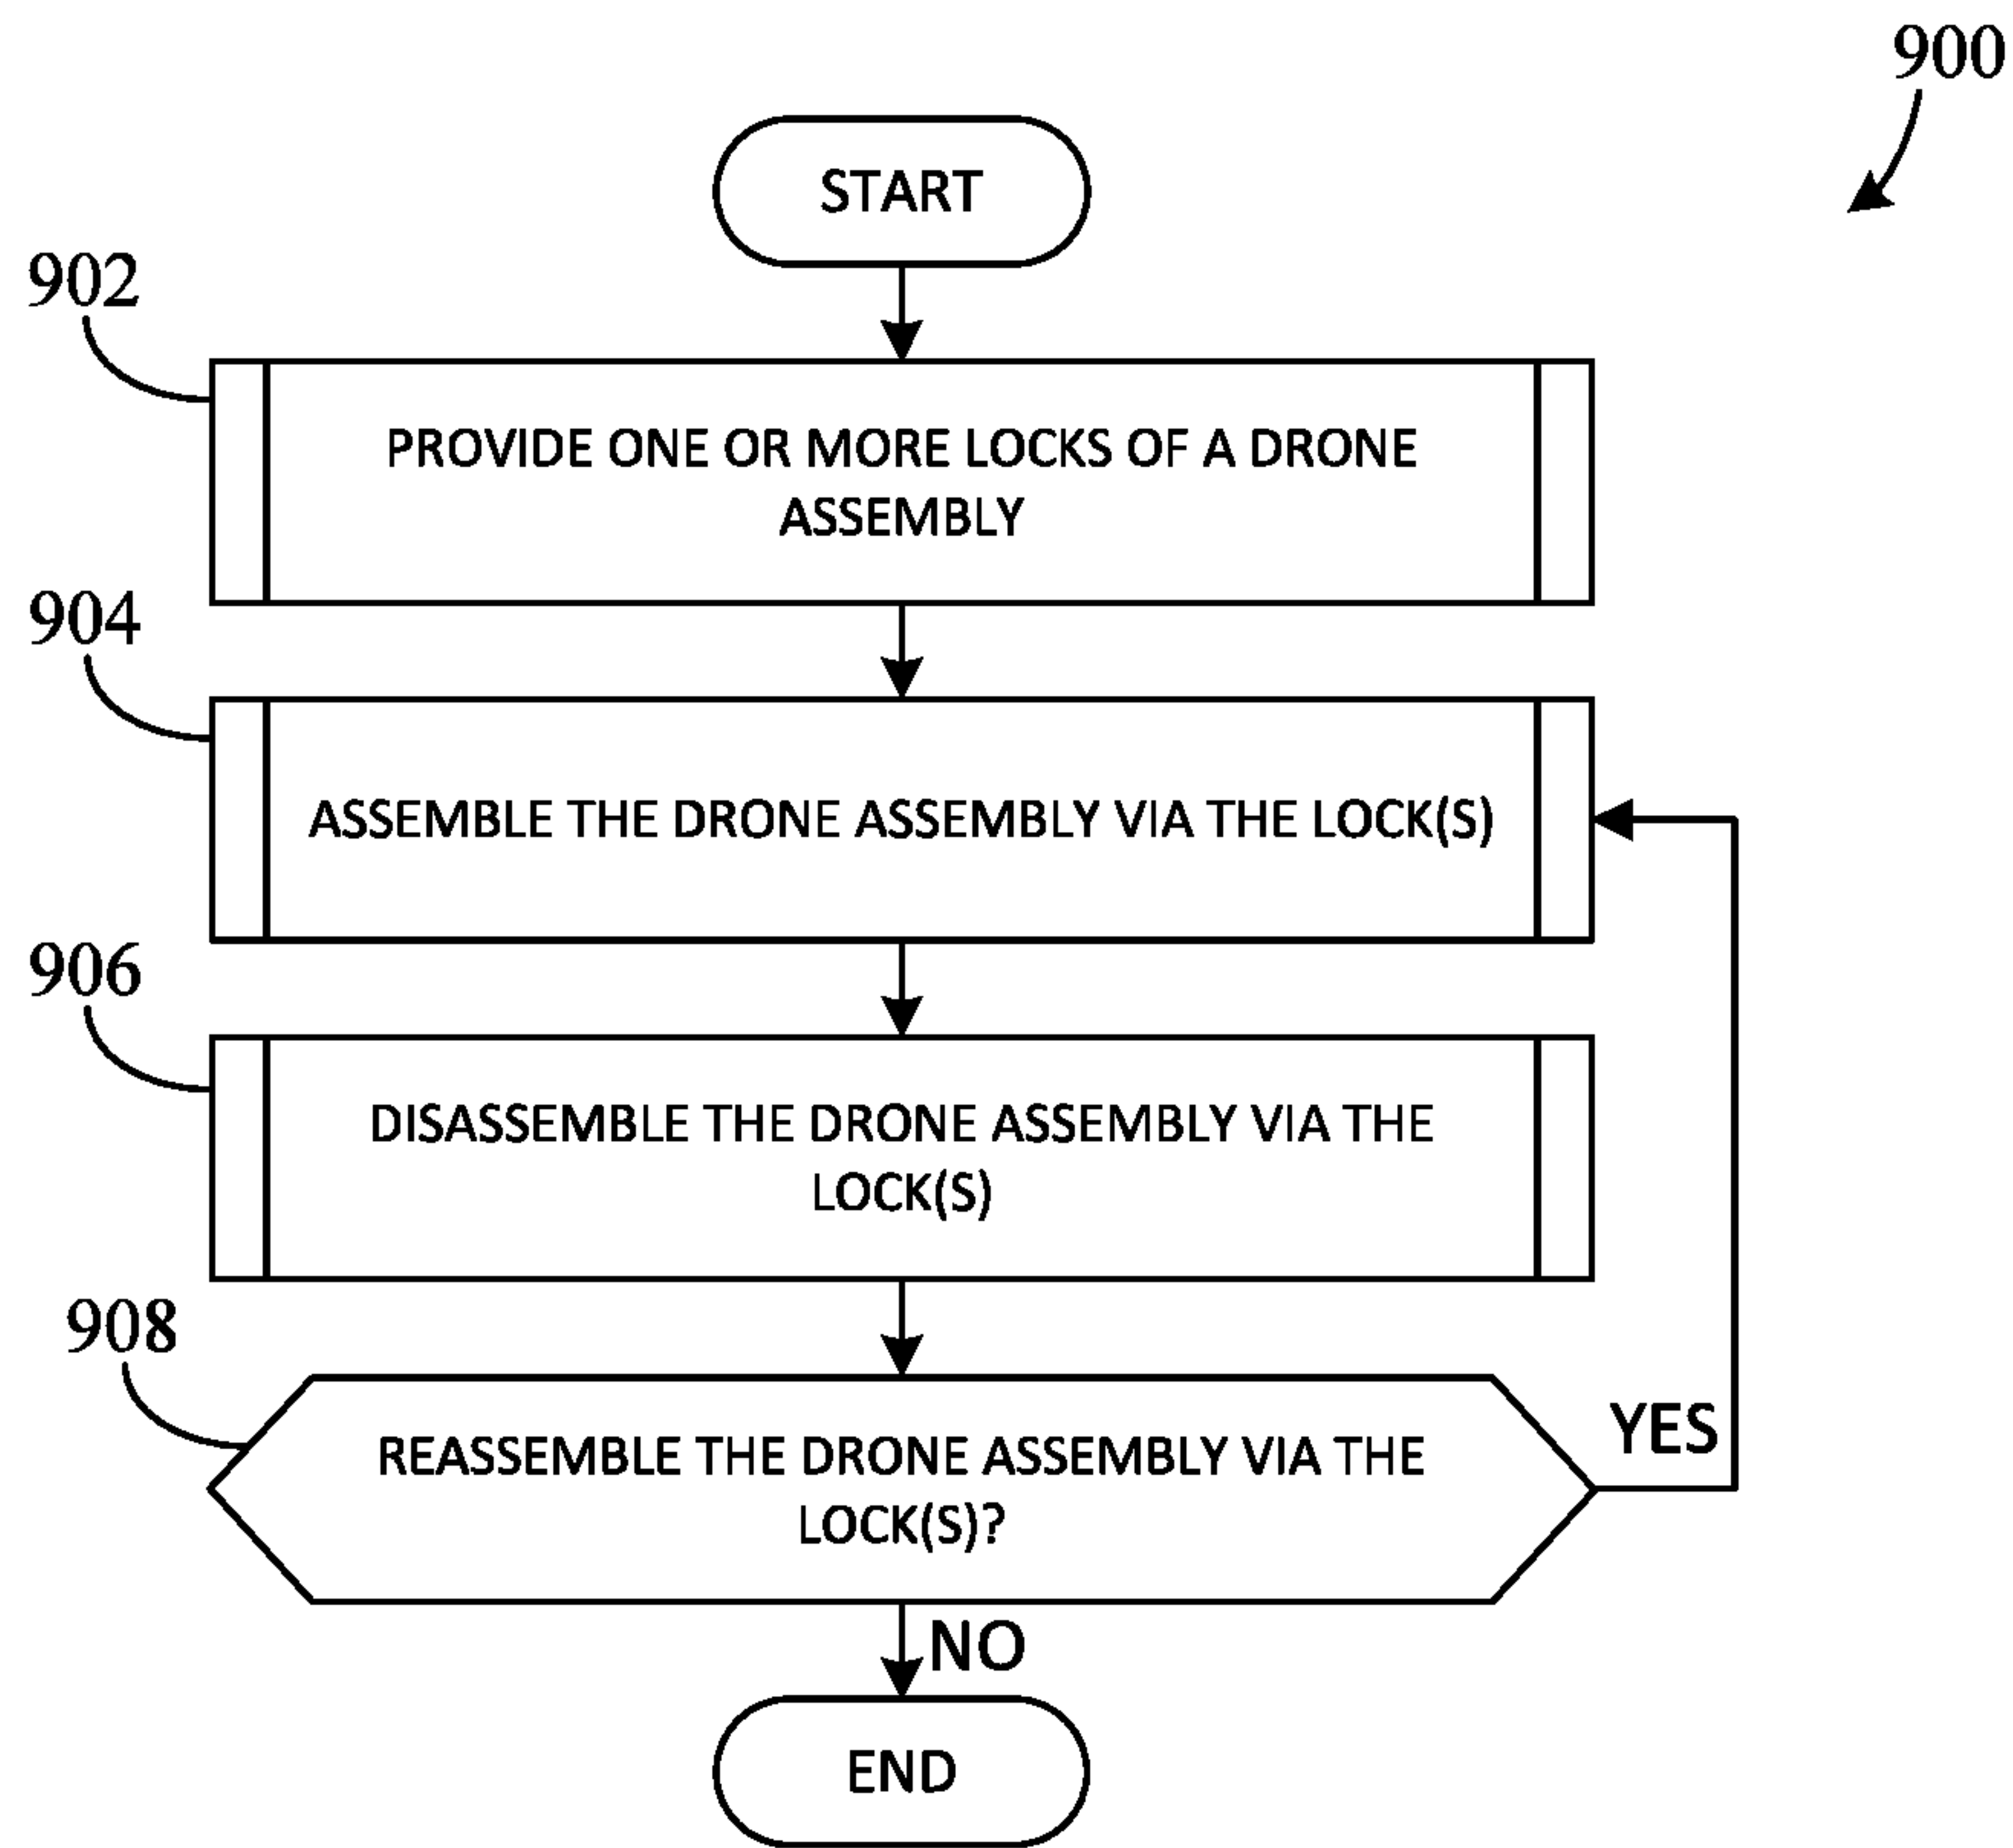 900
START
902
PROVIDE ONE OR MORE LOCKS OF A DRONE
ASSEMBLY
904
ASSEMBLE THE DRONE ASSEMBLY VIA THE LOCK(S)
906
DISASSEMBLE THE DRONE ASSEMBLY VIA THE
LOCK(S)
908
REASSEMBLE THE DRONE ASSEMBLY VIA THE
LOCK(S)?
YES
NO
END